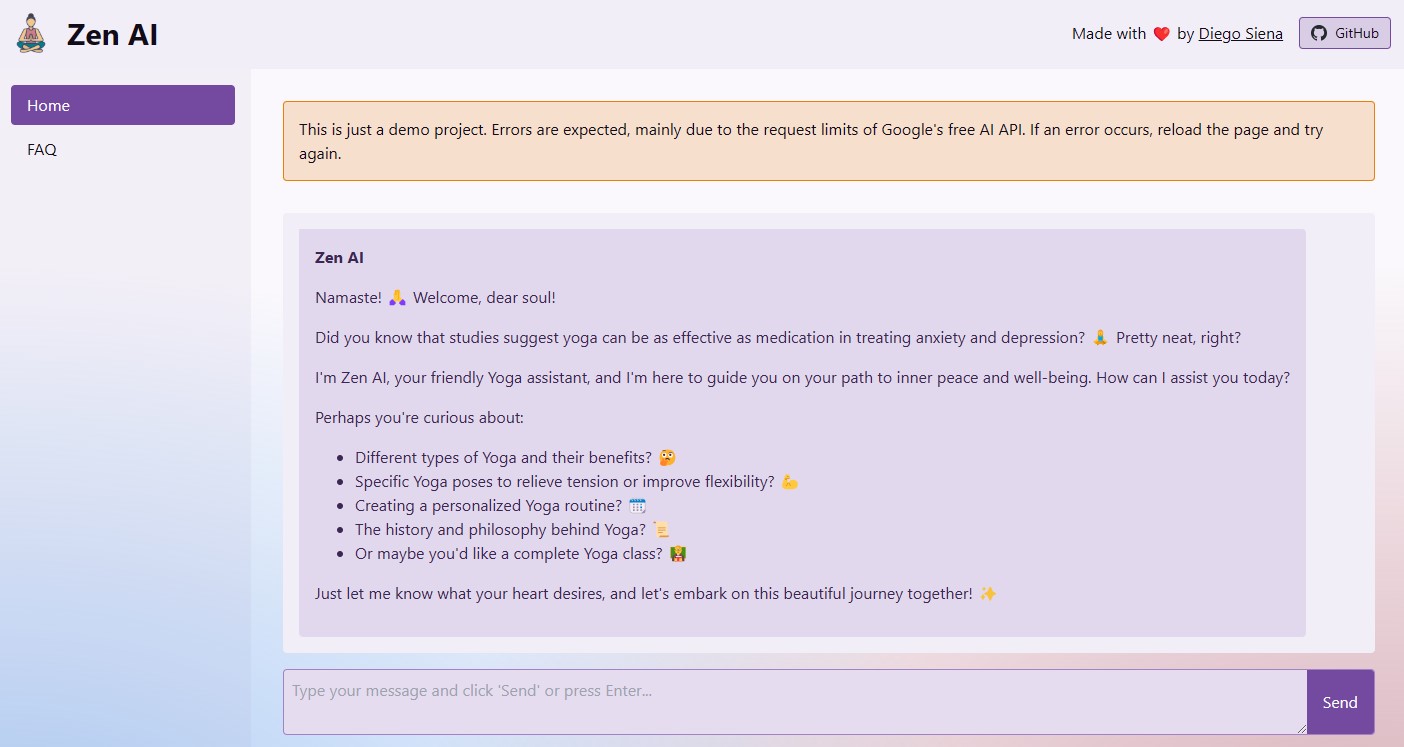 Zen AI
Made with ❤️ by Diego Siena
GitHub
Home
FAQ
This is just a demo project. Errors are expected, mainly due to the request limits of Google's free AI API. If an error occurs, reload the page and try
again.
Zen AI
Namaste! 🙏 Welcome, dear soul!
Did you know that studies suggest yoga can be as effective as medication in treating anxiety and depression? 🧘 Pretty neat, right?
I'm Zen AI, your friendly Yoga assistant, and I'm here to guide you on your path to inner peace and well-being. How can I assist you today?
Perhaps you're curious about:
• Different types of Yoga and their benefits? 🤔
• Specific Yoga poses to relieve tension or improve flexibility? 💪
• Creating a personalized Yoga routine? 🗓️
• The history and philosophy behind Yoga? 📜
• Or maybe you'd like a complete Yoga class? 👩‍🏫
Just let me know what your heart desires, and let's embark on this beautiful journey together! ✨
Type your message and click 'Send' or press Enter...
Send